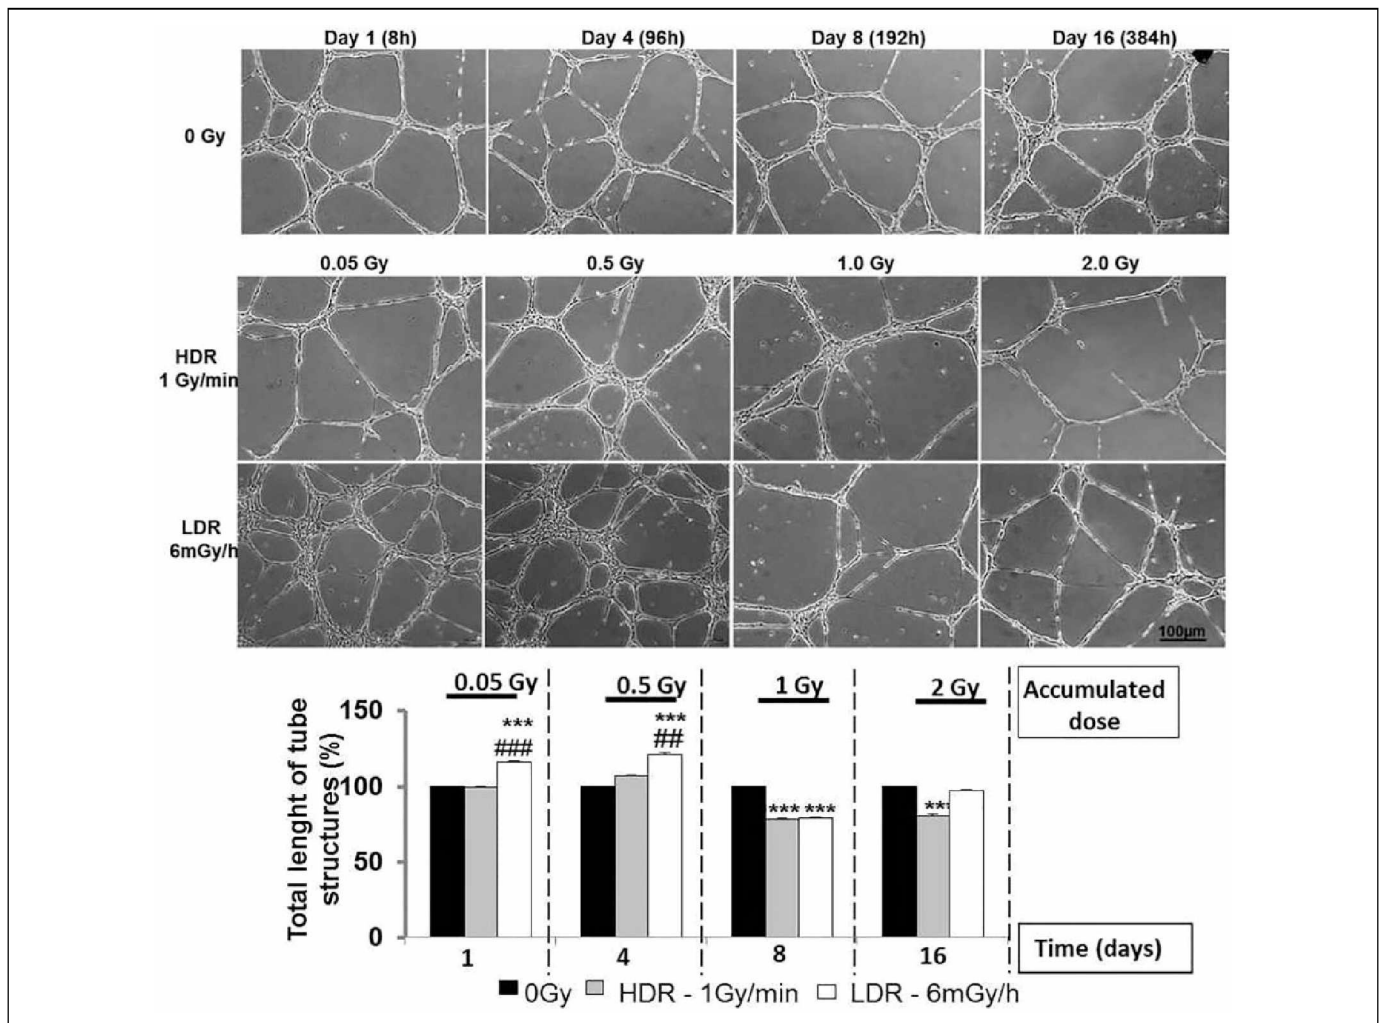 Day 1 (8h) Day 4 (96h) Day 8 (192h) Day 16 (384h)
0 Gy
0.05 Gy 0.5 Gy 1.0 Gy 2.0 Gy
HDR
1 Gy/min
LDR
6mGy/h
100μm
0.05 Gy 0.5 Gy 1 Gy 2 Gy
Accumulated
dose
Total lenght of tube
structures (%)
150
100
50
0
***
###
***
##
*** ***
***
1 4 8 16
Time (days)
0Gy HDR - 1Gy/min LDR - 6mGy/h